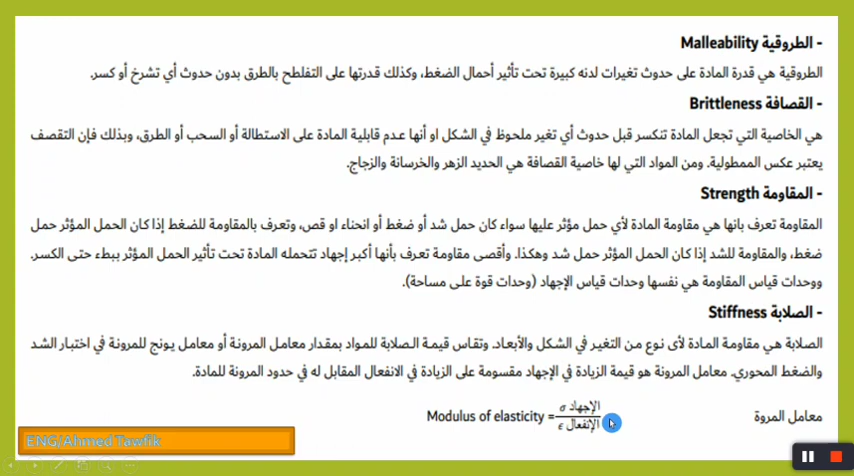 - الطروقية Malleability
الطروقية هي قدرة المادة على حدوث تغيرات لدنه كبيرة تحت تأثير أحمال الضغط، وكذلك قدرتها على التفلطح بالطرق بدون حدوث أي تشرخ أو كسر.
- القصافة Brittleness
هي الخاصية التي تجعل المادة تنكسر قبل حدوث أي تغير ملحوظ في الشكل او أنها عدم قابلية المادة على الاستطالة أو السحب أو الطرق، وبذلك فإن التقصف
يعتبر عكس الممطولية. ومن المواد التي لها خاصية القصافة هي الحديد الزهر والخرسانة والزجاج.
- المقاومة Strength
المقاومة تعرف بانها هي مقاومة المادة لأي حمل مؤثر عليها سواء كان حمل شد أو ضغط أو انحناء او قص، وتعرف بالمقاومة للضغط إذا كان الحمل المؤثر حمل
ضغط، والمقاومة للشد إذا كان الحمل المؤثر حمل شد وهكذا. وأقصى مقاومة تعرف بأنها أكبر إجهاد تتحمله المادة تحت تأثير الحمل المؤثر ببطء حتى الكسر.
ووحدات قياس المقاومة هي نفسها وحدات قياس الإجهاد (وحدات قوة على مساحة).
- الصلابة Stiffness
الصلابة هي مقاومة المادة لأى نوع من التغير في الشكل والأبعاد. وتقاس قيمة الصلابة للمواد بمقدار معامل المرونة أو معامل يونج للمرونة في اختبار الشد
والضغط المحوري. معامل المرونة هو قيمة الزيادة في الإجهاد مقسومة على الزيادة في الانفعال المقابل له في حدود المرونة للمادة.
معامل المروة
Modulus of elasticity = الإجهاد σ / الإنفعال ε
ENG/Ahmed Tawfik